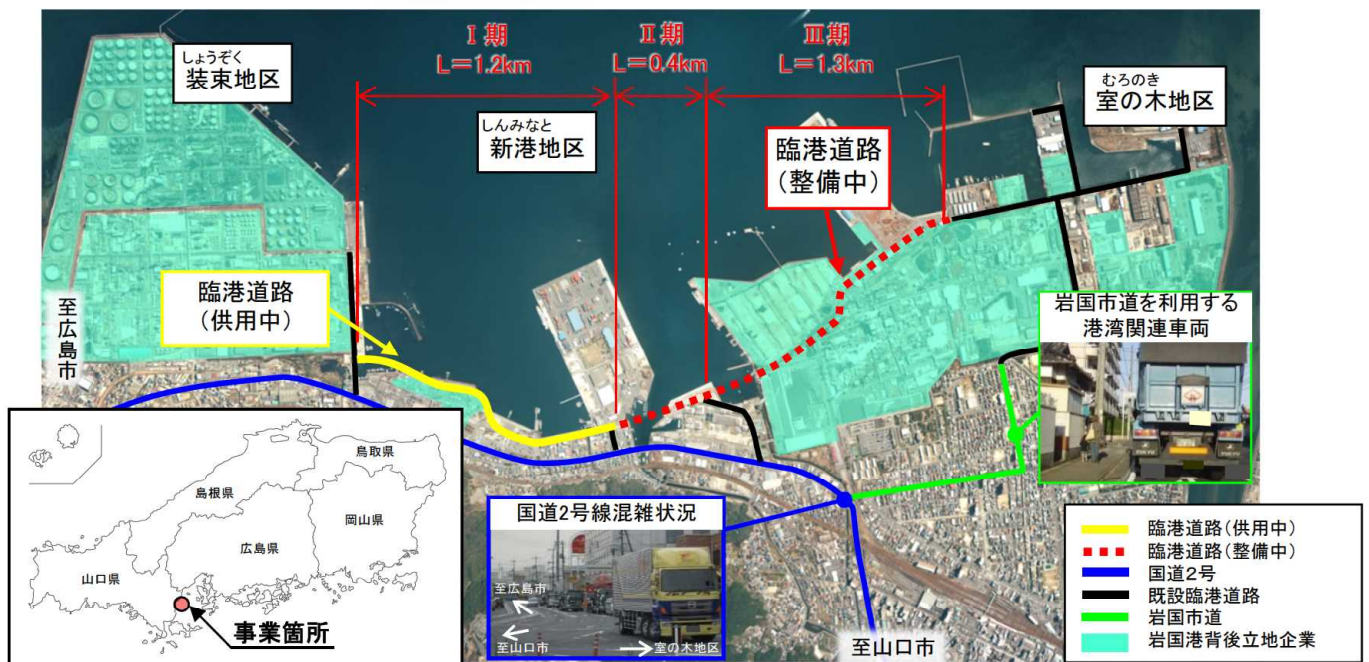 Ⅰ期
L=1.2km
Ⅱ期
L=0.4km
Ⅲ期
L=1.3km
しょうぞく
装束地区
しんみなと
新港地区
臨港道路
(整備中)
むろのき
室の木地区
臨港道路
(供用中)
至広島市
岩国市道を利用する
港湾関連車両
国道2号線混雑状況
至広島市
至山口市
室の木地区
至山口市
鳥取県
島根県
岡山県
広島県
山口県
事業箇所
臨港道路(供用中)
臨港道路(整備中)
国道2号
既設臨港道路
岩国市道
岩国港背後立地企業